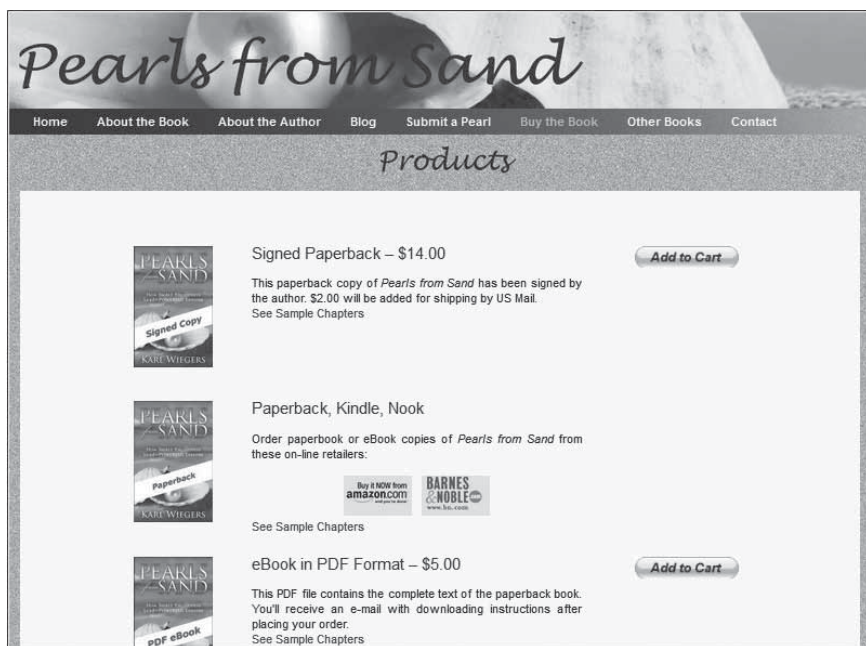 Pearls from Sand
Home About the Book About the Author Blog Submit a Pearl Buy the Book Other Books Contact
Products
PEARLS
from SAND
Signed Copy
KARL WIEGERS
Signed Paperback – $14.00
Add to Cart
This paperback copy of Pearls from Sand has been signed by
the author. $2.00 will be added for shipping by US Mail.
See Sample Chapters
PEARLS
from SAND
Paperback
KARL WIEGERS
Paperback, Kindle, Nook
Order paperbook or eBook copies of Pearls from Sand from
these on-line retailers:
Buy it NOW from
amazon.com
BARNES
&NOBLE
www.bn.com
See Sample Chapters
PEARLS
from SAND
PDF eBook
eBook in PDF Format – $5.00
Add to Cart
This PDF file contains the complete text of the paperback book.
You'll receive an e-mail with downloading instructions after
placing your order.
See Sample Chapters